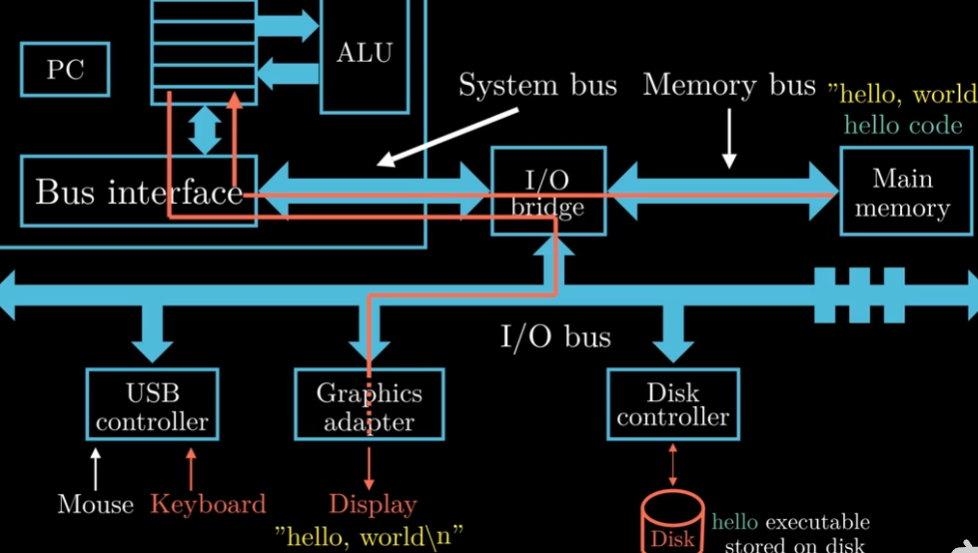 PC
ALU
System bus
Memory bus
"hello, world
hello code
Bus interface
I/O
bridge
Main
memory
I/O bus
USB
controller
Graphics
adapter
Disk
controller
Mouse
Keyboard
Display
"hello, world\n"
Disk
hello executable
stored on disk